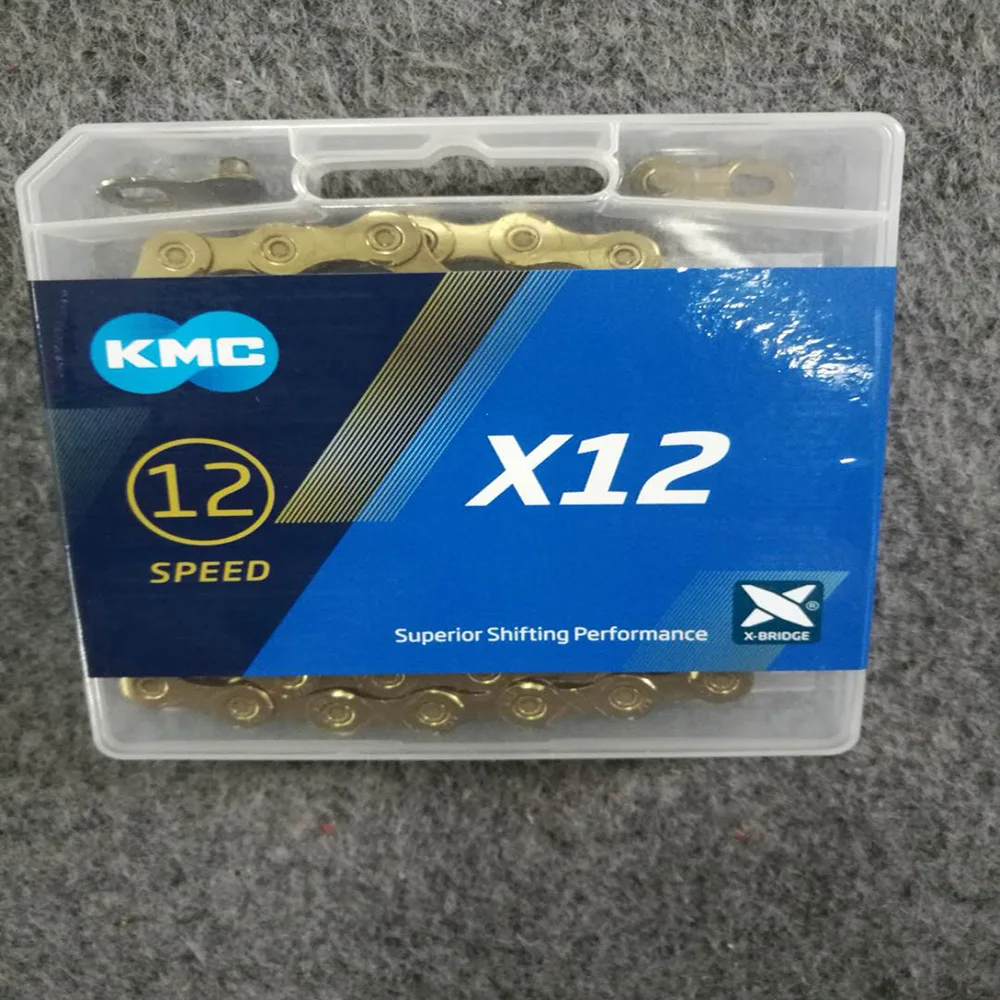 KMC
12
SPEED
X12
Superior Shifting Performance
®
X-BRIDGE